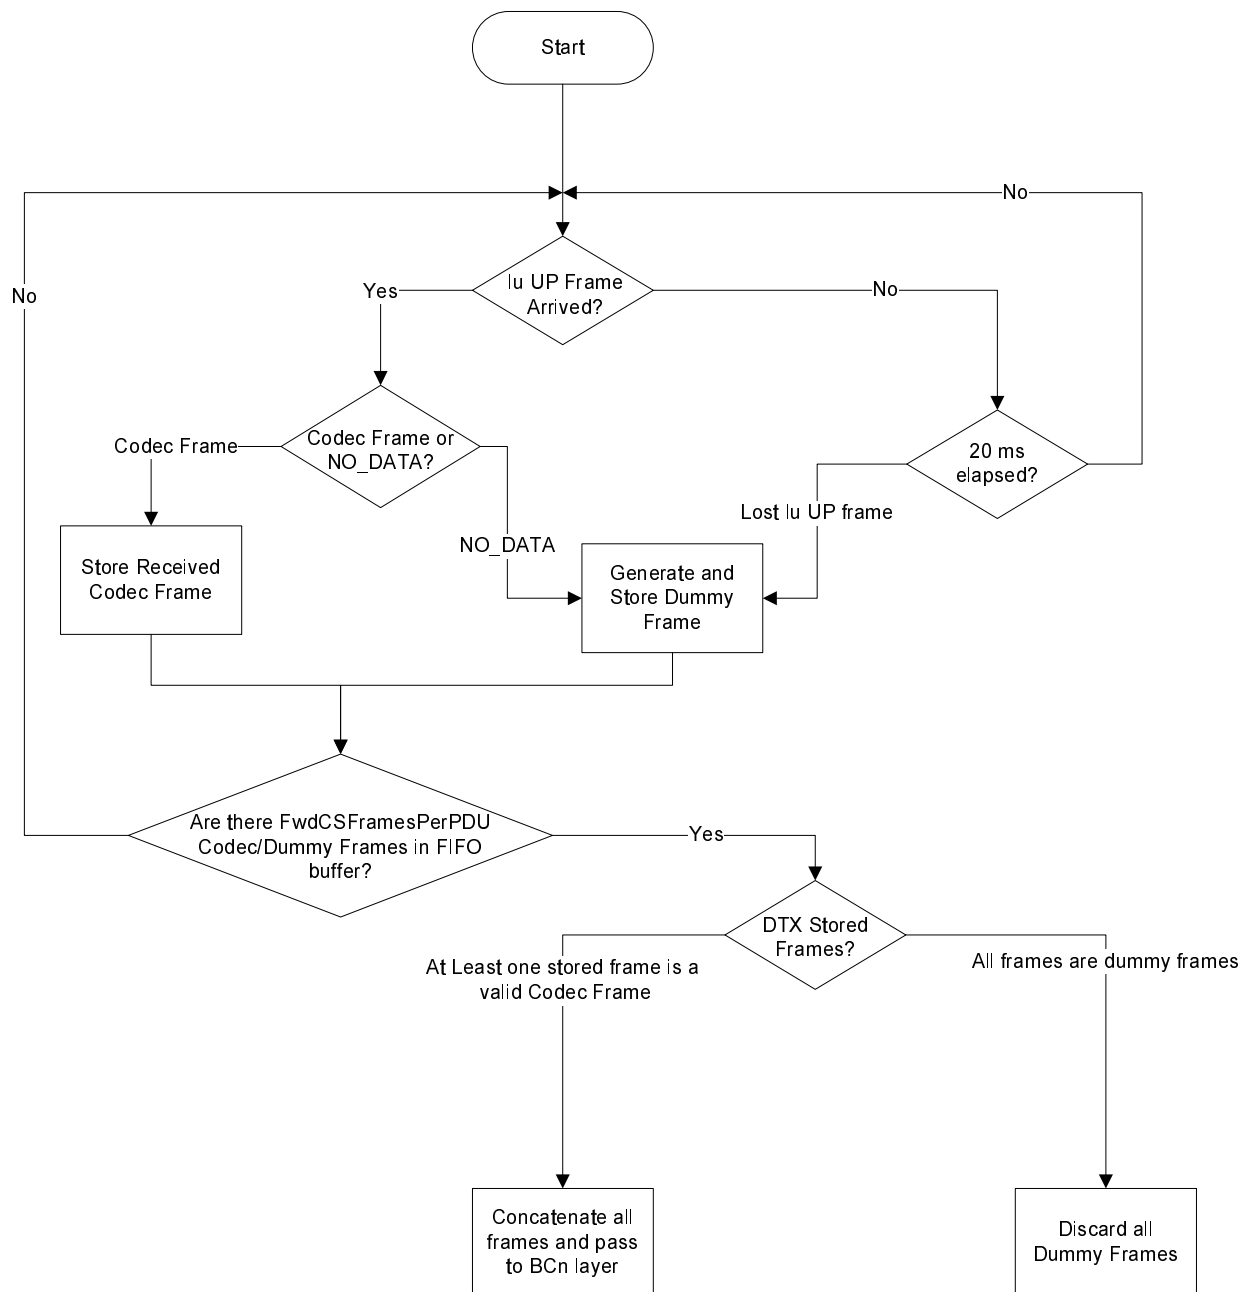 Start
No
No
Iu UP Frame
Arrived?
Yes
No
Codec Frame or
NO_DATA?
Codec Frame
20 ms
elapsed?
Lost Iu UP frame
NO_DATA
Store Received
Codec Frame
Generate and
Store Dummy
Frame
Are there FwdCSFramesPerPDU
Codec/Dummy Frames in FIFO
buffer?
Yes
DTX Stored
Frames?
At Least one stored frame is a
valid Codec Frame
All frames are dummy frames
Concatenate all
frames and pass
to BCn layer
Discard all
Dummy Frames